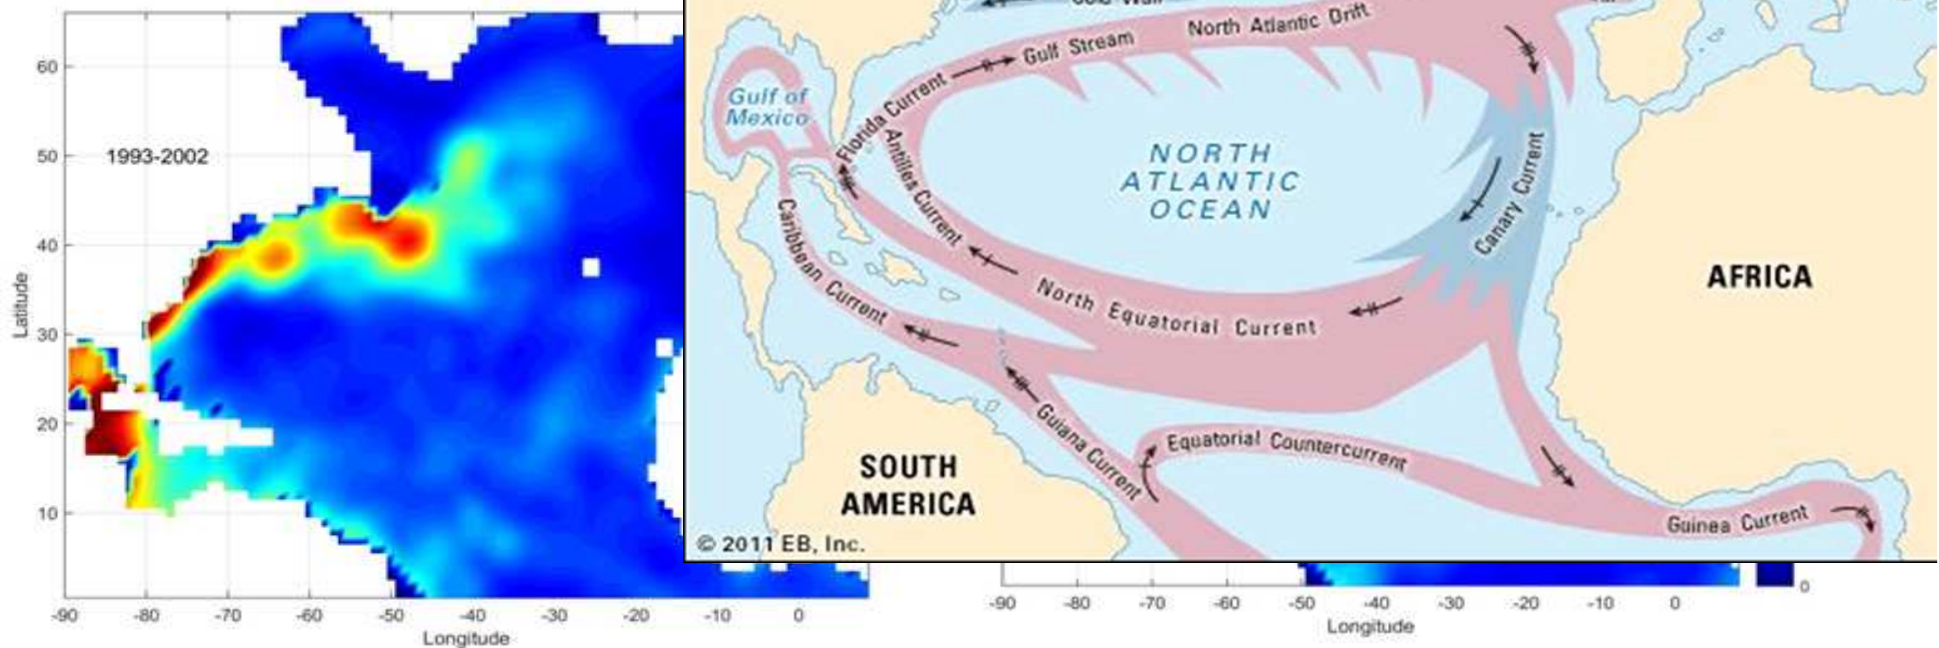 1993-2002
60
50
40
30
20
10
Latitude
-90
-80
-70
-60
-50
-40
-30
-20
-10
0
Longitude
North Atlantic Drift
Gulf Stream
Florida Current
Gulf of
Mexico
Antilles Current
NORTH
ATLANTIC
OCEAN
Canary Current
Caribbean Current
North Equatorial Current
AFRICA
Guiana Current
Equatorial Countercurrent
SOUTH
AMERICA
Guinea Current
© 2011 EB, Inc.
-90
-80
-70
-60
-50
-40
-30
-20
-10
0
0
Longitude